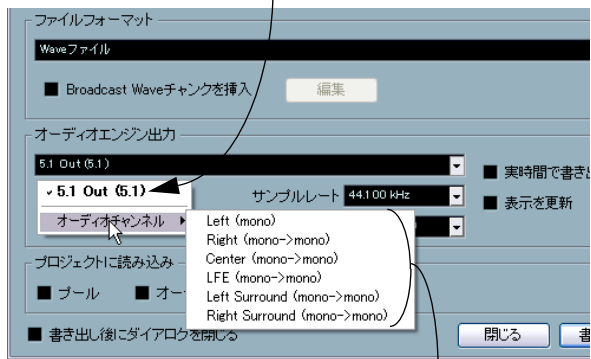 ファイルフォーマット
Waveファイル
Broadcast Waveチャンクを挿入
編集
オーディオエンジン出力
5.1 Out (5.1)
実時間で書き出
5.1 Out (5.1)
サンプルレート 44.100 kHz
表示を更新
オーディオチャンネル
Left (mono)
Right (mono->mono)
Center (mono->mono)
LFE (mono->mono)
Left Surround (mono->mono)
Right Surround (mono->mono)
プロジェクトに読み込み
プール
オー
書き出し後にダイアログを閉じる
閉じる
書